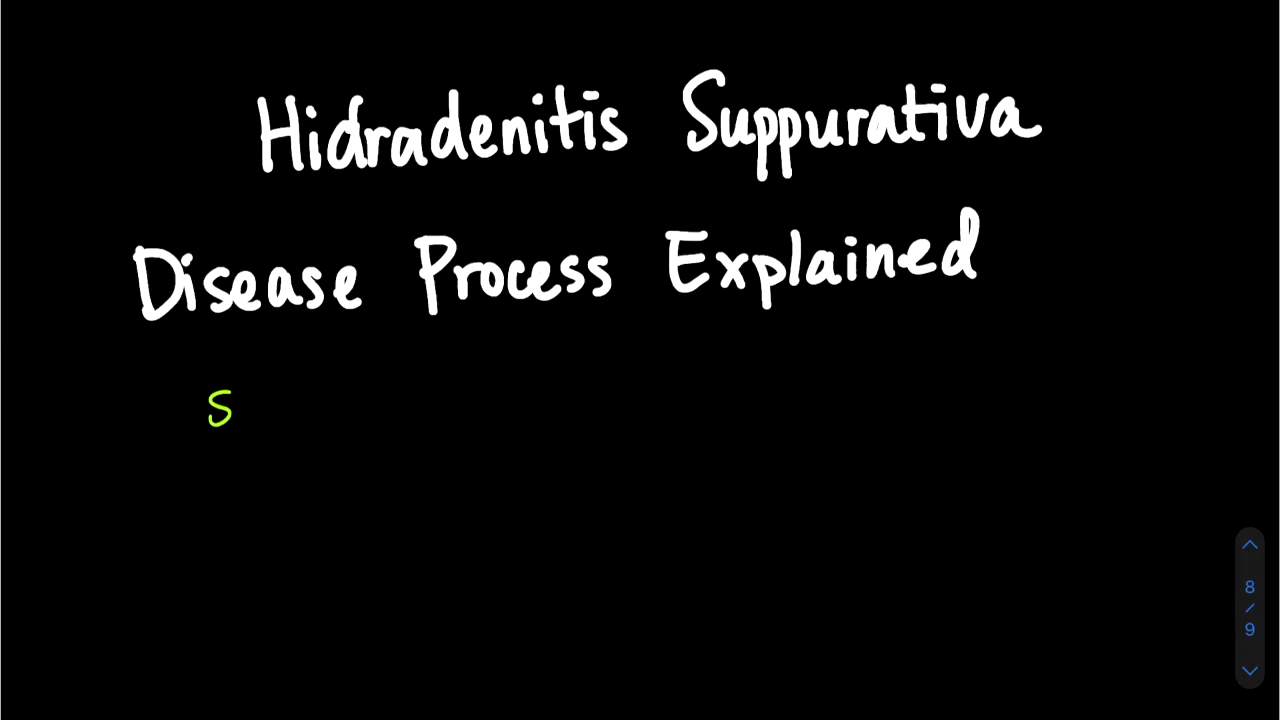 Hidradenitis Suppurativa
Disease Process Explained
S
8
/
9